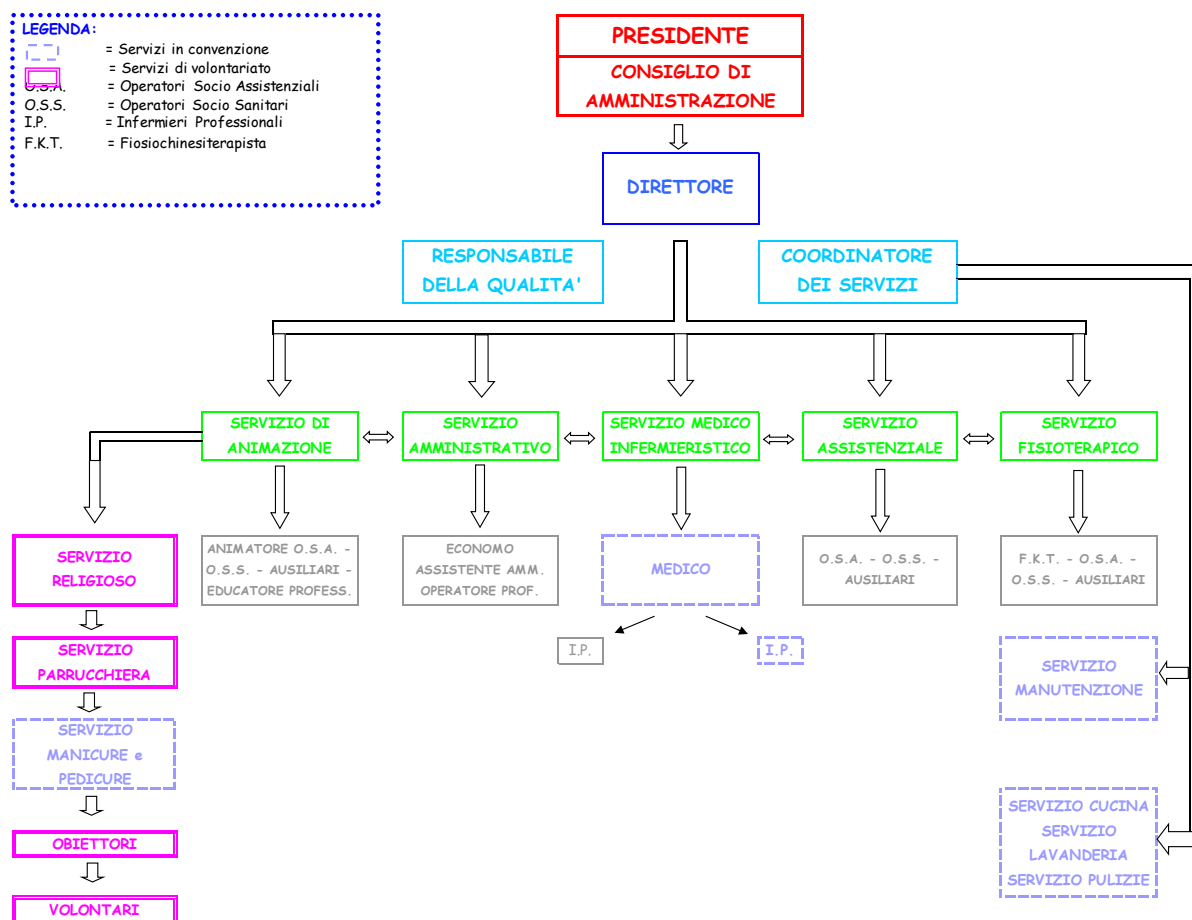 LEGENDA:
= Servizi in convenzione
= Servizi di volontariato
O.S.A. = Operatori Socio Assistenziali
O.S.S. = Operatori Socio Sanitari
I.P. = Infermieri Professionali
F.K.T. = Fiosiochinesiterapista
PRESIDENTE
CONSIGLIO DI
AMMINISTRAZIONE
DIRETTORE
RESPONSABILE
DELLA QUALITA'
COORDINATORE
DEI SERVIZI
SERVIZIO DI
ANIMAZIONE
SERVIZIO
AMMINISTRATIVO
SERVIZIO MEDICO
INFERMIERISTICO
SERVIZIO
ASSISTENZIALE
SERVIZIO
FISIOTERAPICO
SERVIZIO
RELIGIOSO
ANIMATORE O.S.A. -
O.S.S. - AUSILIARI -
EDUCATORE PROFESS.
ECONOMO
ASSISTENTE AMM.
OPERATORE PROF.
MEDICO
O.S.A. - O.S.S. -
AUSILIARI
F.K.T. - O.S.A. -
O.S.S. - AUSILIARI
I.P.
I.P.
SERVIZIO
PARRUCCHIERA
SERVIZIO
MANUTENZIONE
SERVIZIO
MANICURE e
PEDICURE
SERVIZIO CUCINA
SERVIZIO
LAVANDERIA
SERVIZIO PULIZIE
OBIETTORI
VOLONTARI